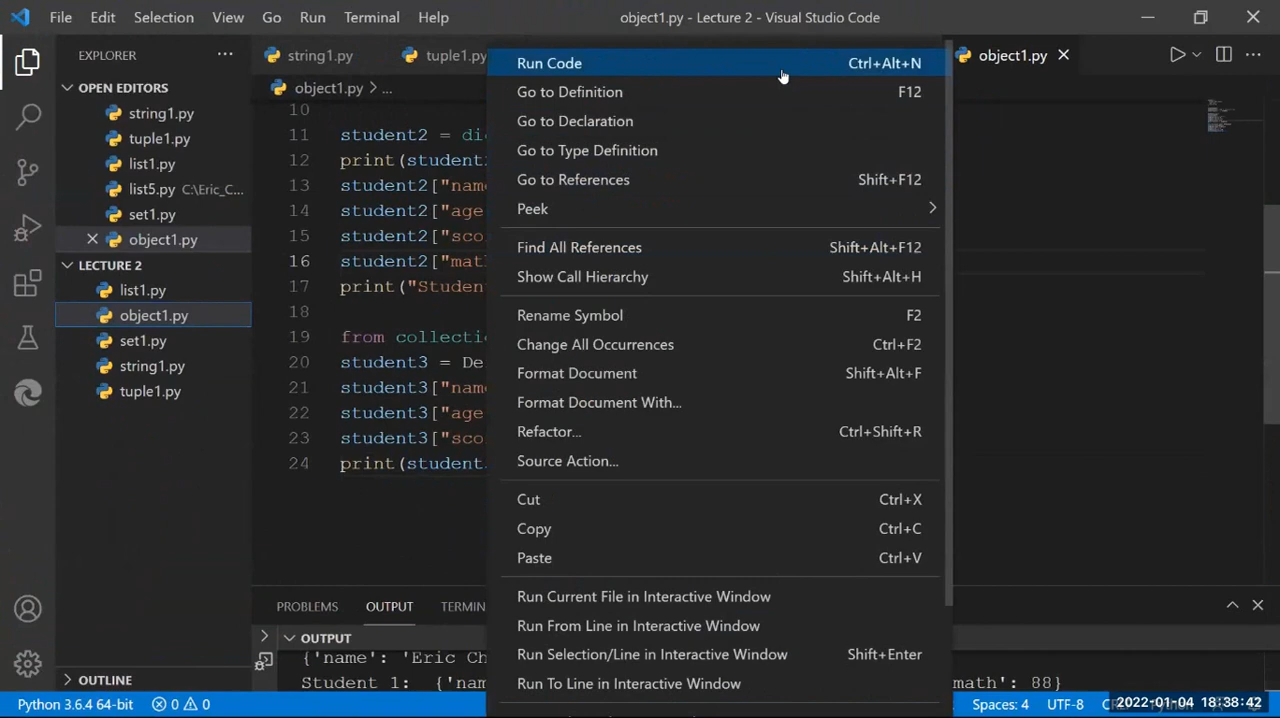 File Edit Selection View Go Run Terminal Help object1.py - Lecture 2 - Visual Studio Code
EXPLORER
OPEN EDITORS
string1.py
tuple1.py
list1.py
list5.py C:\Eric_C...
set1.py
object1.py
LECTURE 2
list1.py
object1.py
set1.py
string1.py
tuple1.py
OUTLINE
string1.py tuple1.py object1.py
object1.py > ...
10
11 student2 =
12 print(student
13 student2["name
14 student2["age
15 student2["sco
16 student2["mat
17 print("Studen
18
19 from collecti
20 student3 = De
21 student3["name
22 student3["age
23 student3["sco
24 print(student
Run Code Ctrl+Alt+N
Go to Definition F12
Go to Declaration
Go to Type Definition
Go to References Shift+F12
Peek
Find All References Shift+Alt+F12
Show Call Hierarchy Shift+Alt+H
Rename Symbol F2
Change All Occurrences Ctrl+F2
Format Document Shift+Alt+F
Format Document With...
Refactor... Ctrl+Shift+R
Source Action...
Cut Ctrl+X
Copy Ctrl+C
Paste Ctrl+V
Run Current File in Interactive Window
Run From Line in Interactive Window
Run Selection/Line in Interactive Window Shift+Enter
Run To Line in Interactive Window
PROBLEMS OUTPUT TERMIN
OUTPUT
{'name': 'Eric Ch
Student 1: {'nam math': 88}
Python 3.6.4 64-bit 0 0 Spaces: 4 UTF-8 2022-01-04 18:38:42